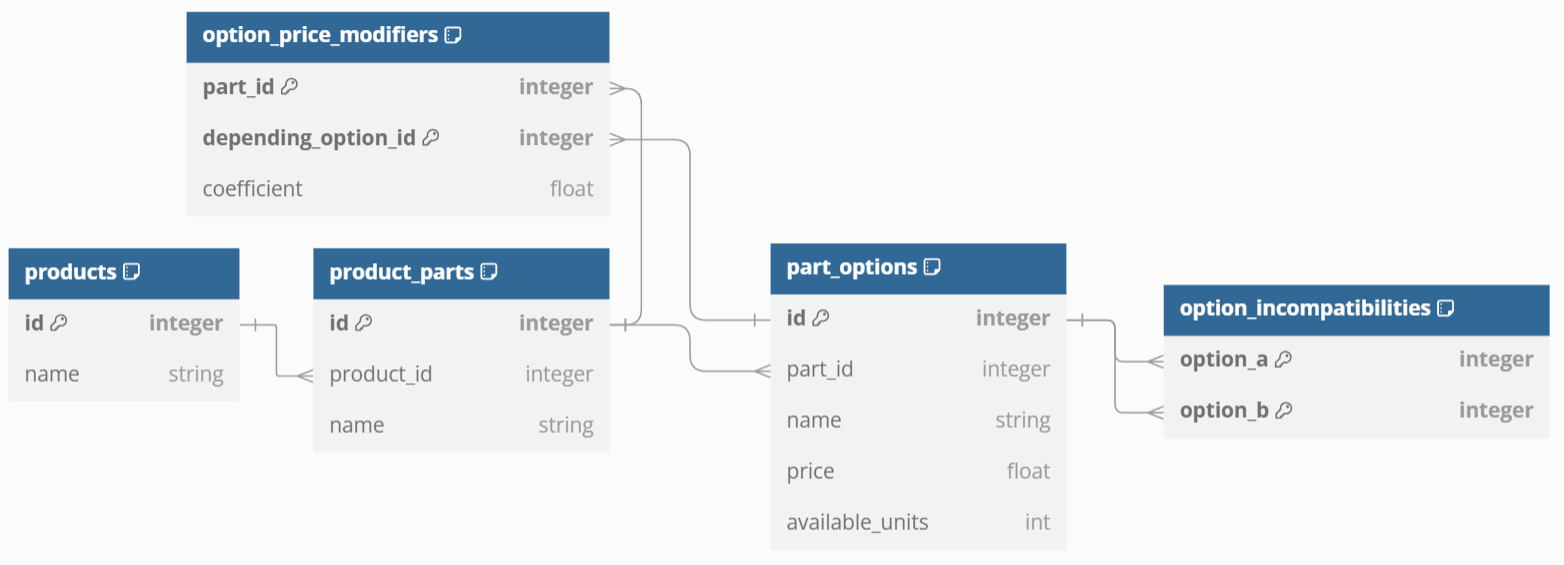 option_price_modifiers
part_id integer
depending_option_id integer
coefficient float
products
id integer
name string
product_parts
id integer
product_id integer
name string
part_options
id integer
part_id integer
name string
price float
available_units int
option_incompatibilities
option_a integer
option_b integer